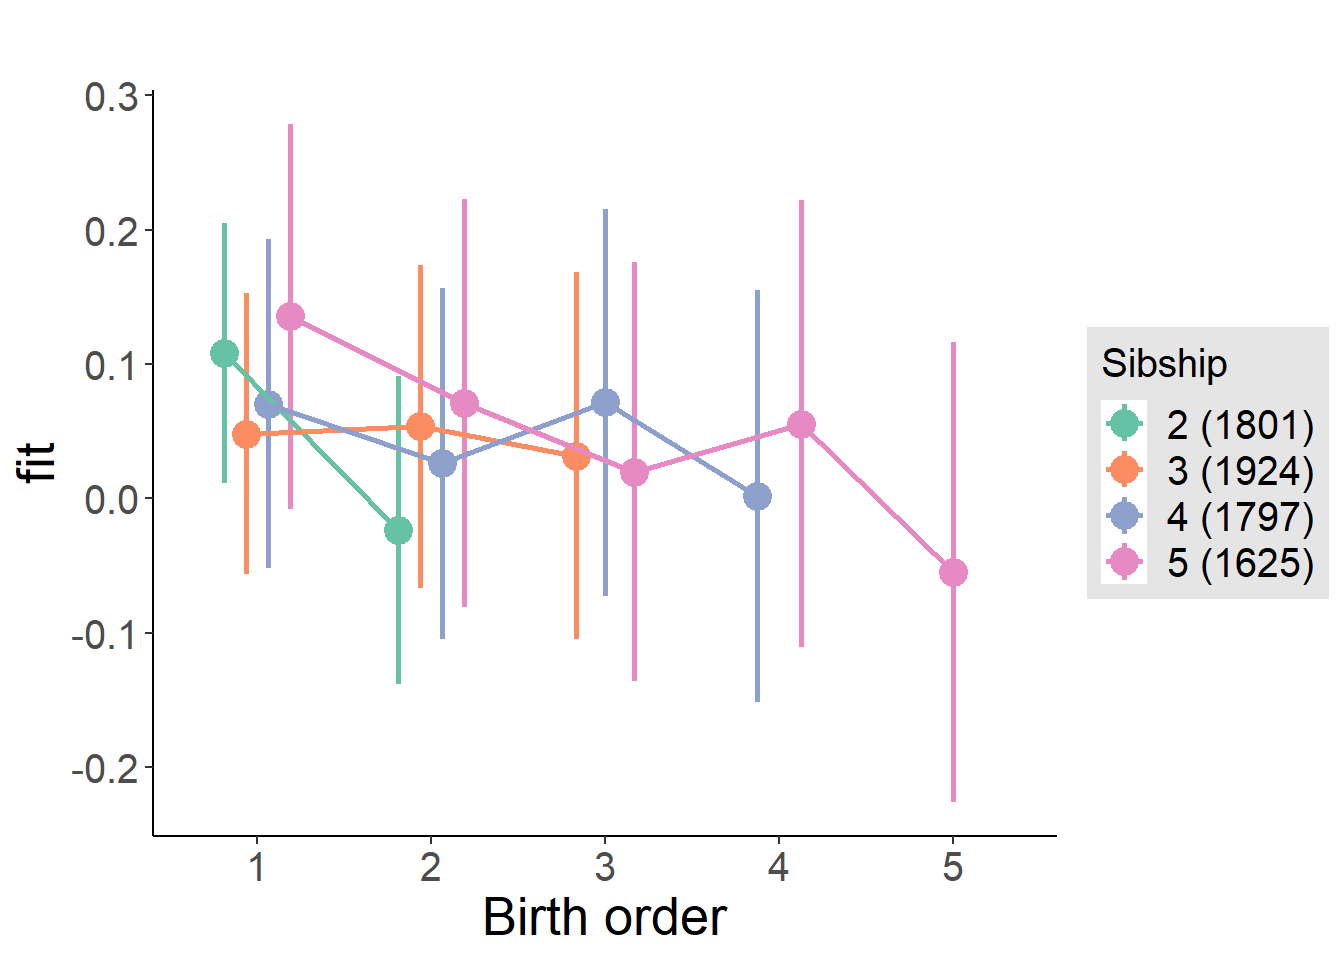 0.3
0.2
0.1
0.0
-0.1
-0.2
fit
1 2 3 4 5
Birth order
Sibship
2 (1801)
3 (1924)
4 (1797)
5 (1625)